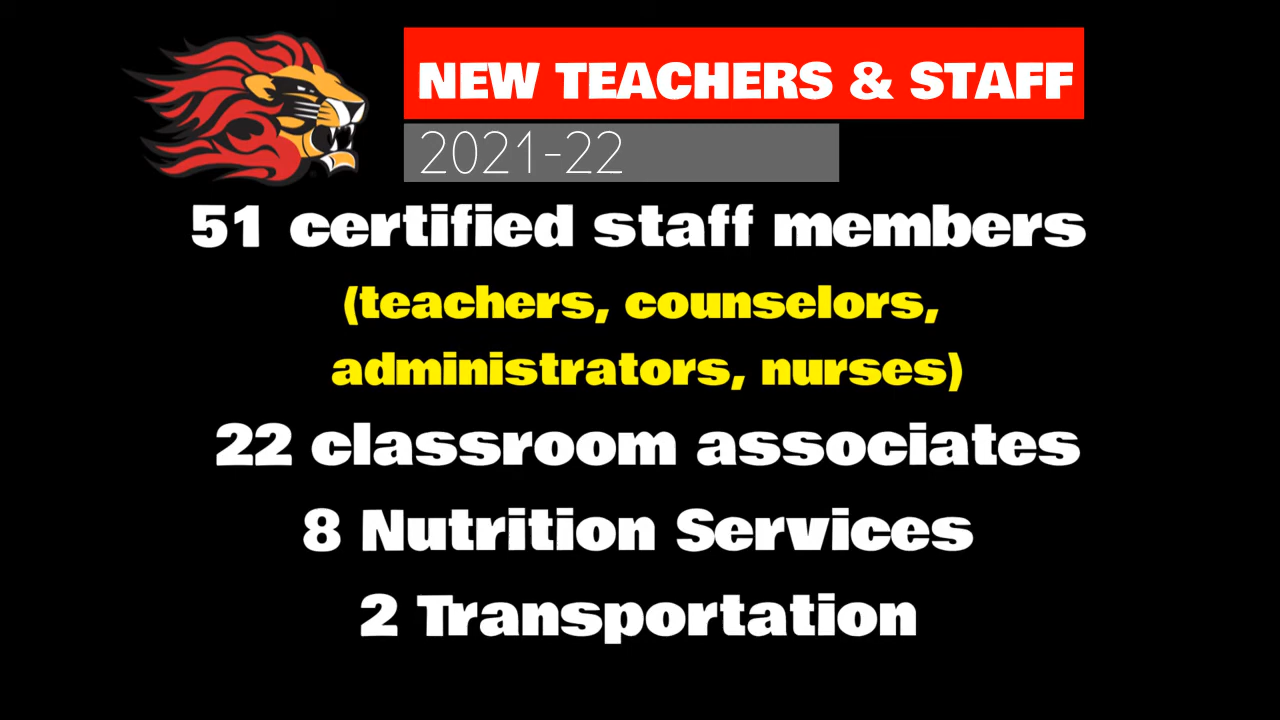 NEW TEACHERS & STAFF
2021-22
51 certified staff members
(teachers, counselors,
administrators, nurses)
22 classroom associates
8 Nutrition Services
2 Transportation